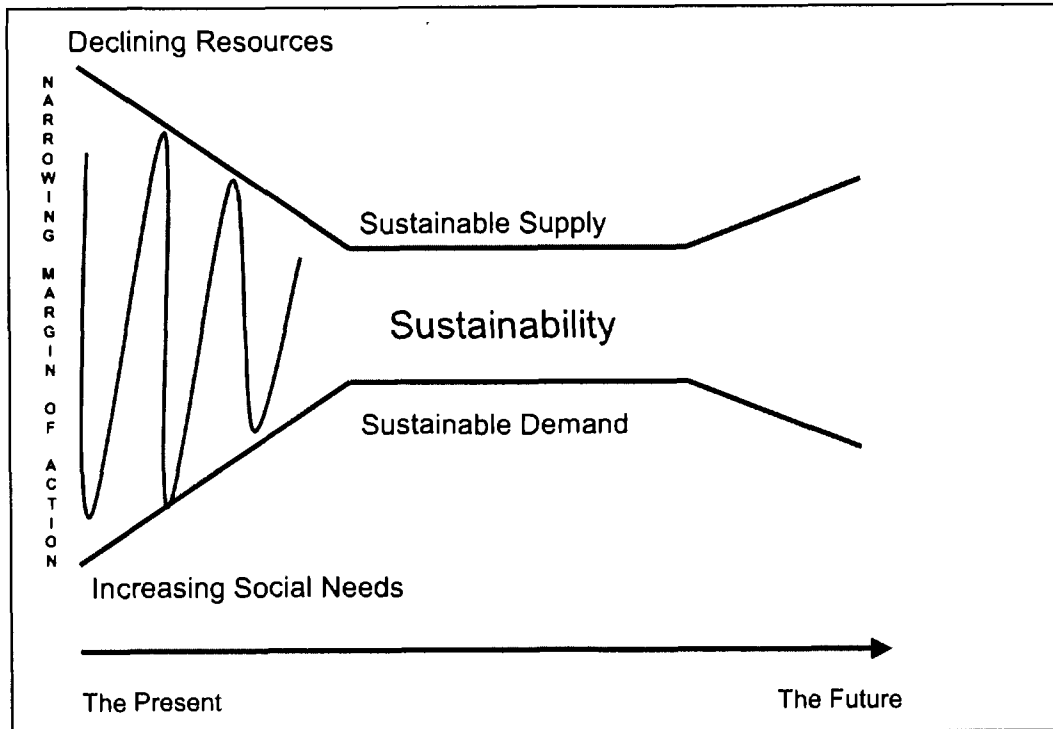 Declining Resources
NARROWING MARGIN OF ACTION
Sustainable Supply
Sustainability
Sustainable Demand
Increasing Social Needs
The Present
The Future